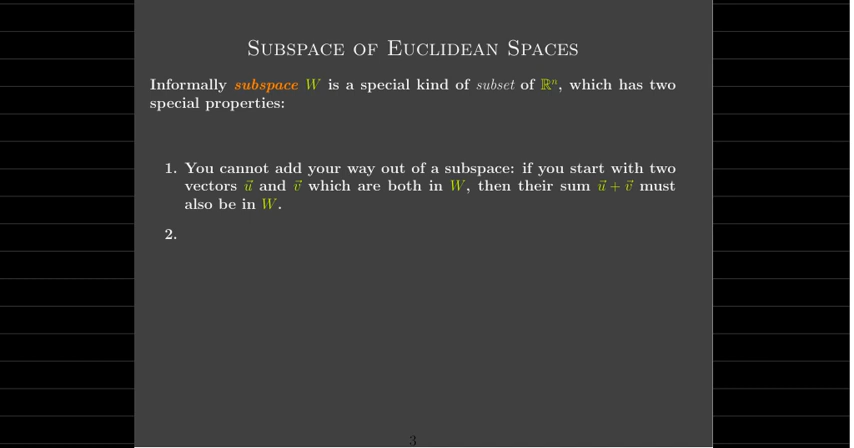 Subspace of Euclidean Spaces
Informally subspace W is a special kind of subset of ℝⁿ, which has two
special properties:
1. You cannot add your way out of a subspace: if you start with two
vectors u⃗ and v⃗ which are both in W, then their sum u⃗ + v⃗ must
also be in W.
2.
3